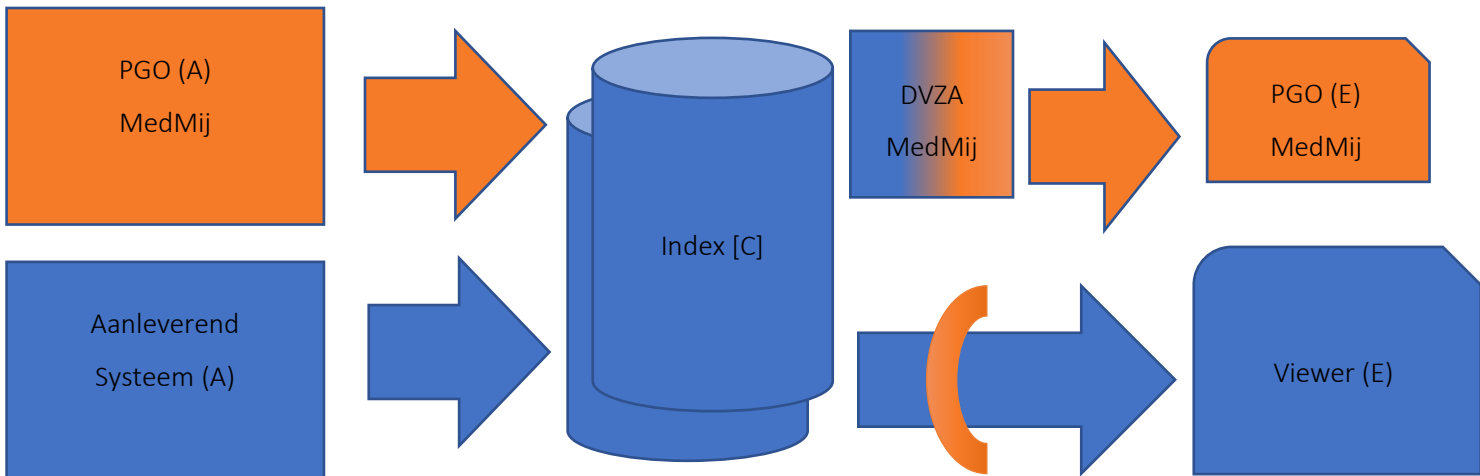 PGO (A)
MedMij
Aanleverend
Systeem (A)
Index [C]
DVZA
MedMij
PGO (E)
MedMij
Viewer (E)